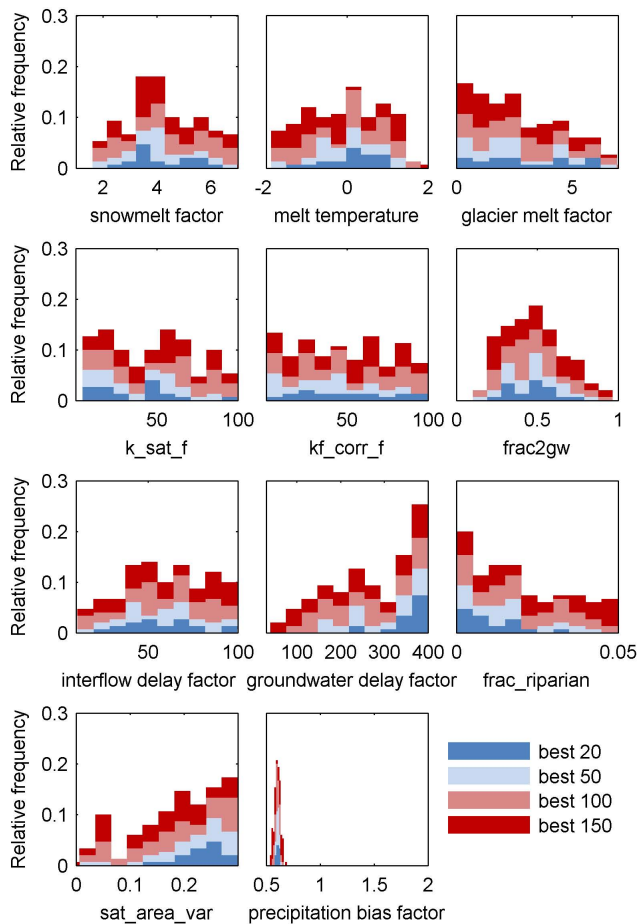 Relative frequency
0.3
0.2
0.1
0
2 4 6
snowmelt factor
-2 0 2
melt temperature
0 5
glacier melt factor
Relative frequency
0.3
0.2
0.1
0
50 100
k_sat_f
50 100
kf_corr_f
0 0.5 1
frac2gw
Relative frequency
0.3
0.2
0.1
0
50 100
interflow delay factor
100 200 300 400
groundwater delay factor
0 0.05
frac_riparian
Relative frequency
0.3
0.2
0.1
0
0 0.1 0.2
sat_area_var
0.5 1 1.5 2
precipitation bias factor
best 20
best 50
best 100
best 150